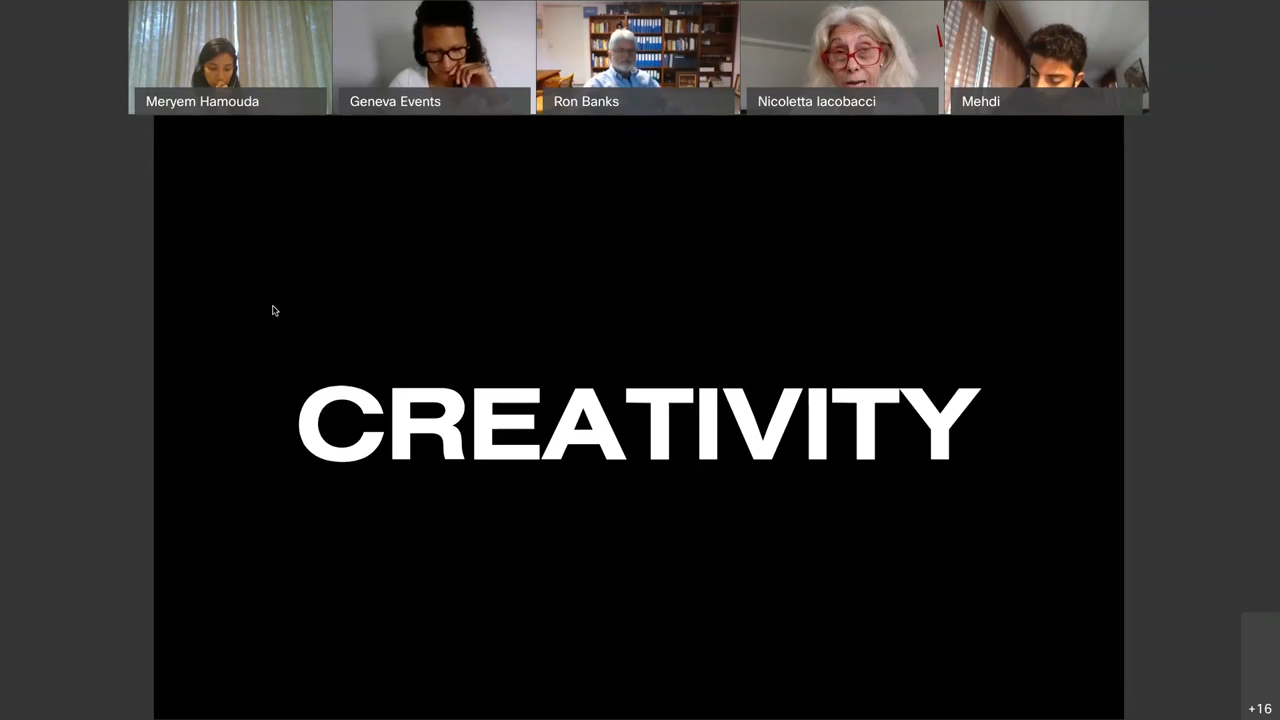 Meryem Hamouda
Geneva Events
Ron Banks
Nicoletta Iacobacci
Mehdi
CREATIVITY
+16